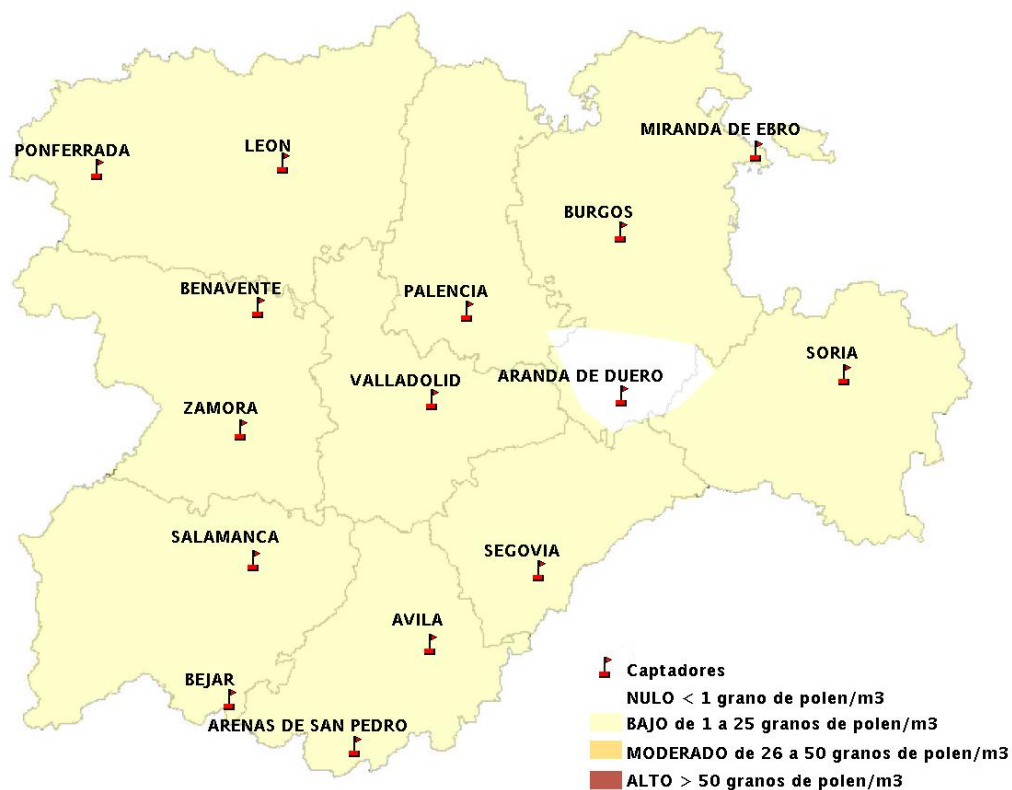 MIRANDA DE EBRO
PONFERRADA
LEON
BURGOS
BENAVENTE
PALENCIA
SORIA
VALLADOLID
ARANDA DE DUERO
ZAMORA
SALAMANCA
SEGOVIA
AVILA
BEJAR
ARENAS DE SAN PEDRO
Captadores
NULO < 1 grano de polen/m3
BAJO de 1 a 25 granos de polen/m3
MODERADO de 26 a 50 granos de polen/m3
ALTO > 50 granos de polen/m3